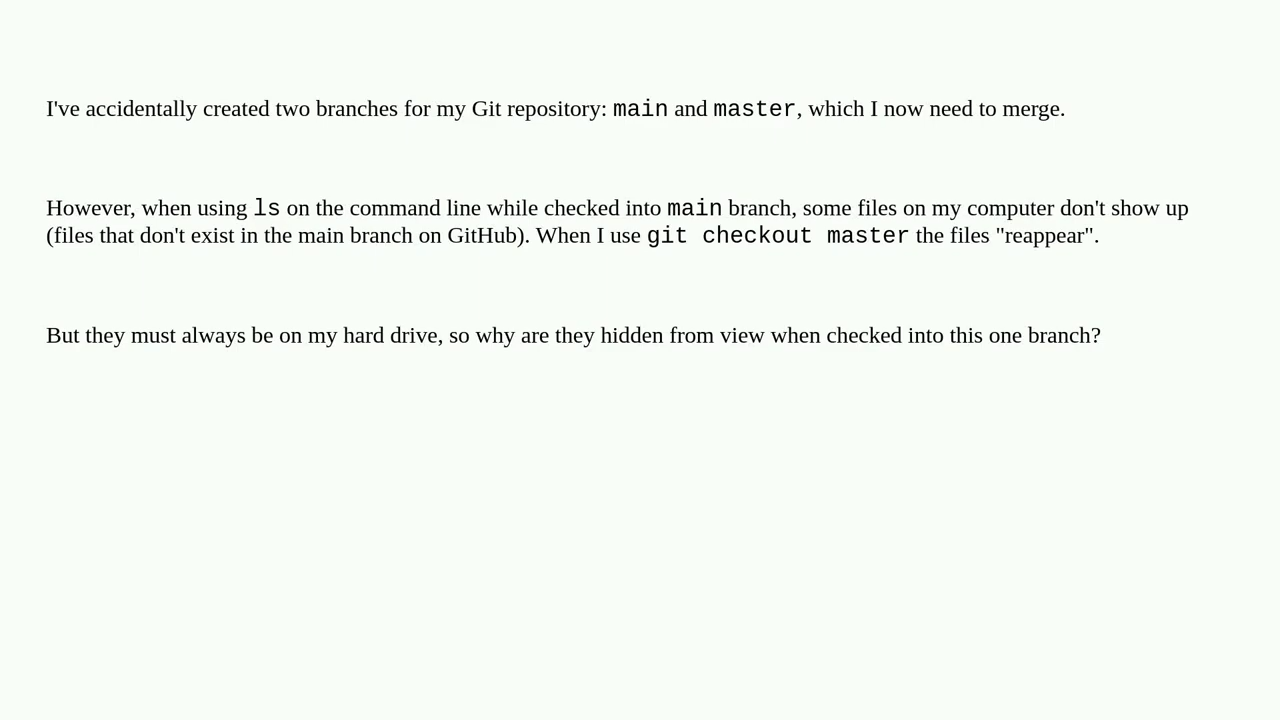 I've accidentally created two branches for my Git repository: main and master, which I now need to merge.
However, when using ls on the command line while checked into main branch, some files on my computer don't show up
(files that don't exist in the main branch on GitHub). When I use git checkout master the files "reappear".
But they must always be on my hard drive, so why are they hidden from view when checked into this one branch?